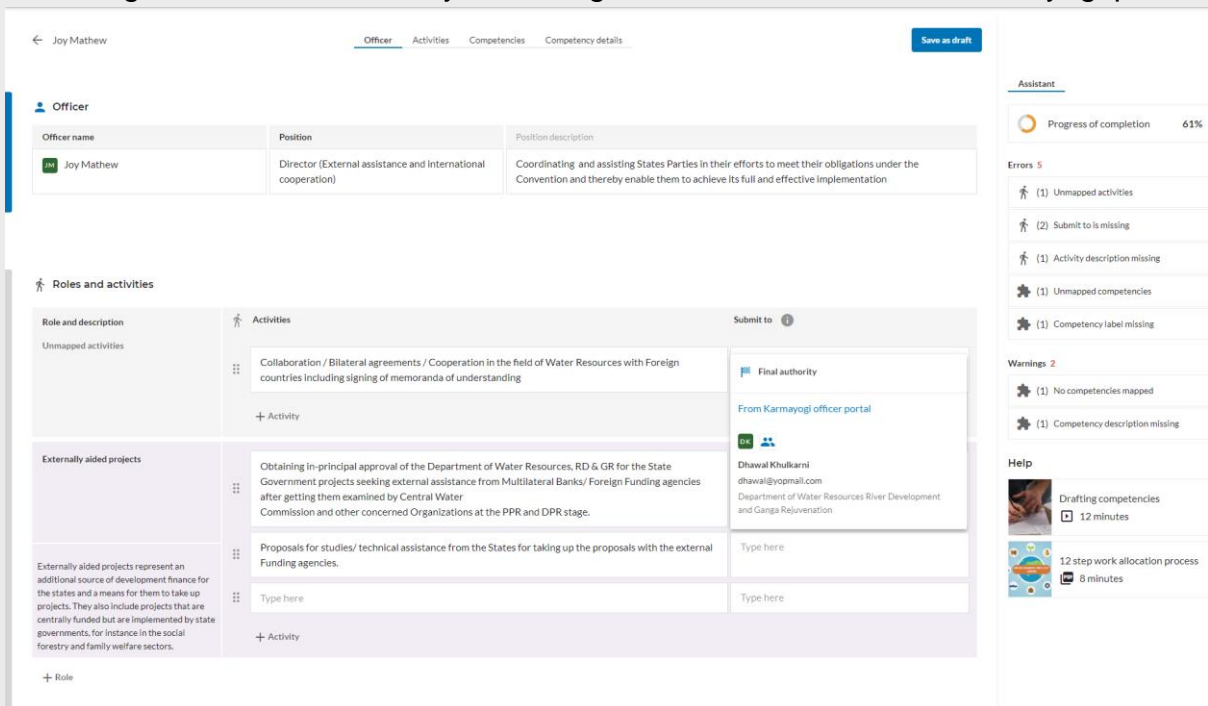 Joy Mathew
Officer Activities Competencies Competency details
Save as draft
Officer
Officer name Position Position description
JM Joy Mathew
Director (External assistance and international
cooperation)
Coordinating and assisting States Parties in their efforts to meet their obligations under the
Convention and thereby enable them to achieve its full and effective implementation
Roles and activities
Role and description
Activities
Submit to
Unmapped activities
Collaboration / Bilateral agreements / Cooperation in the field of Water Resources with Foreign
countries including signing of memoranda of understanding
+ Activity
Final authority
From Karmayogi officer portal
DK
Dhawal Khulkarni
dhawal@yopmail.com
Department of Water Resources River Development
and Ganga Rejuvenation
Externally aided projects
Obtaining in-principal approval of the Department of Water Resources, RD & GR for the State
Government projects seeking external assistance from Multilateral Banks/ Foreign Funding agencies
after getting them examined by Central Water
Commission and other concerned Organizations at the PPR and DPR stage.
Externally aided projects represent an
additional source of development finance for
the states and a means for them to take up
projects. They also include projects that are
centrally funded but are implemented by state
governments, for instance in the social
forestry and family welfare sectors.
Proposals for studies/ technical assistance from the States for taking up the proposals with the external
Funding agencies.
Type here
Type here
Type here
+ Activity
+ Role
Assistant
Progress of completion 61%
Errors 5
(1) Unmapped activities
(2) Submit to is missing
(1) Activity description missing
(1) Unmapped competencies
(1) Competency label missing
Warnings 2
(1) No competencies mapped
(1) Competency description missing
Help
Drafting competencies
12 minutes
12 step work allocation process
PDF 8 minutes